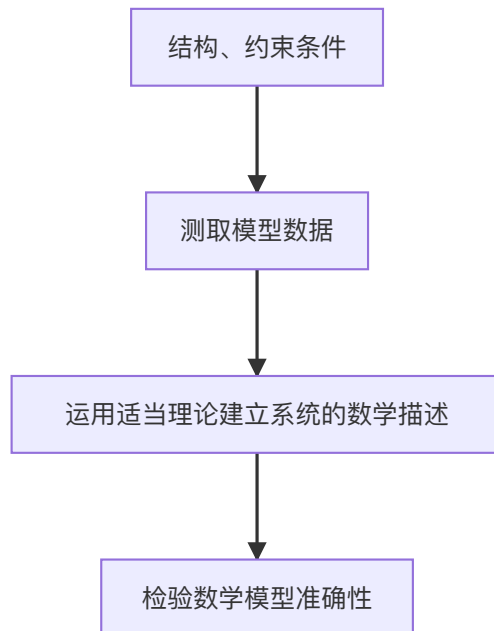 结构、约束条件
测取模型数据
运用适当理论建立系统的数学描述
检验数学模型准确性